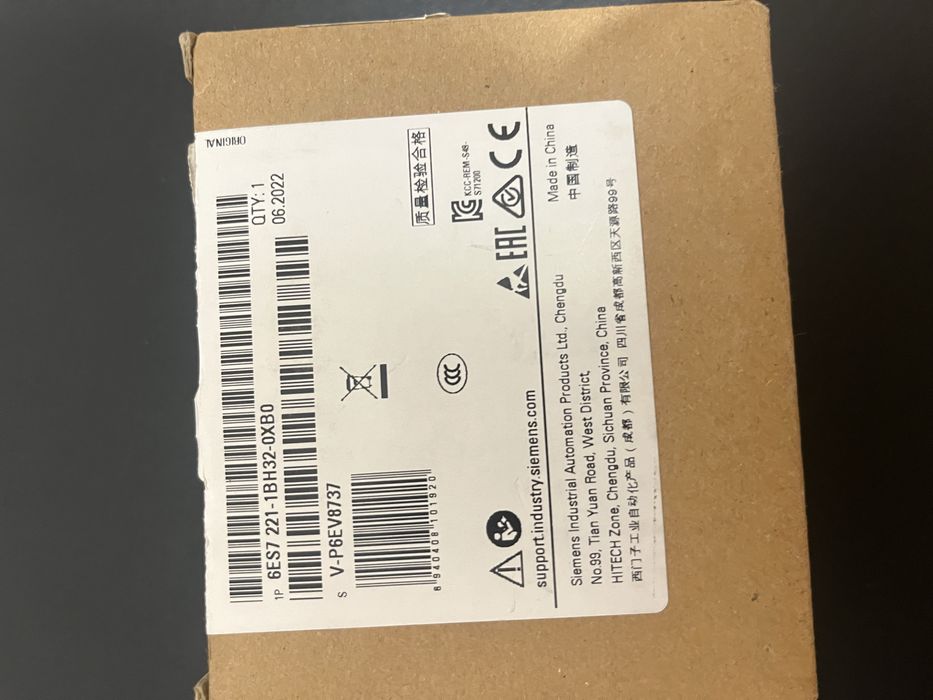 ORIGINAL
1P 6ES7 221-1BH32-0XB0
QTY: 1
06.2022
S V-P6EV8737
6 940408 101920
质量检验合格
KCC-REM-S49-
S71200
CCC
EAC CE
support.industry.siemens.com
Made in China
中国制造
Siemens Industrial Automation Products Ltd., Chengdu
No.99, Tian Yuan Road, West District,
HITECH Zone, Chengdu, Sichuan Province, China
西门子工业自动化产品（成都）有限公司 四川省成都高新西区天源路99号